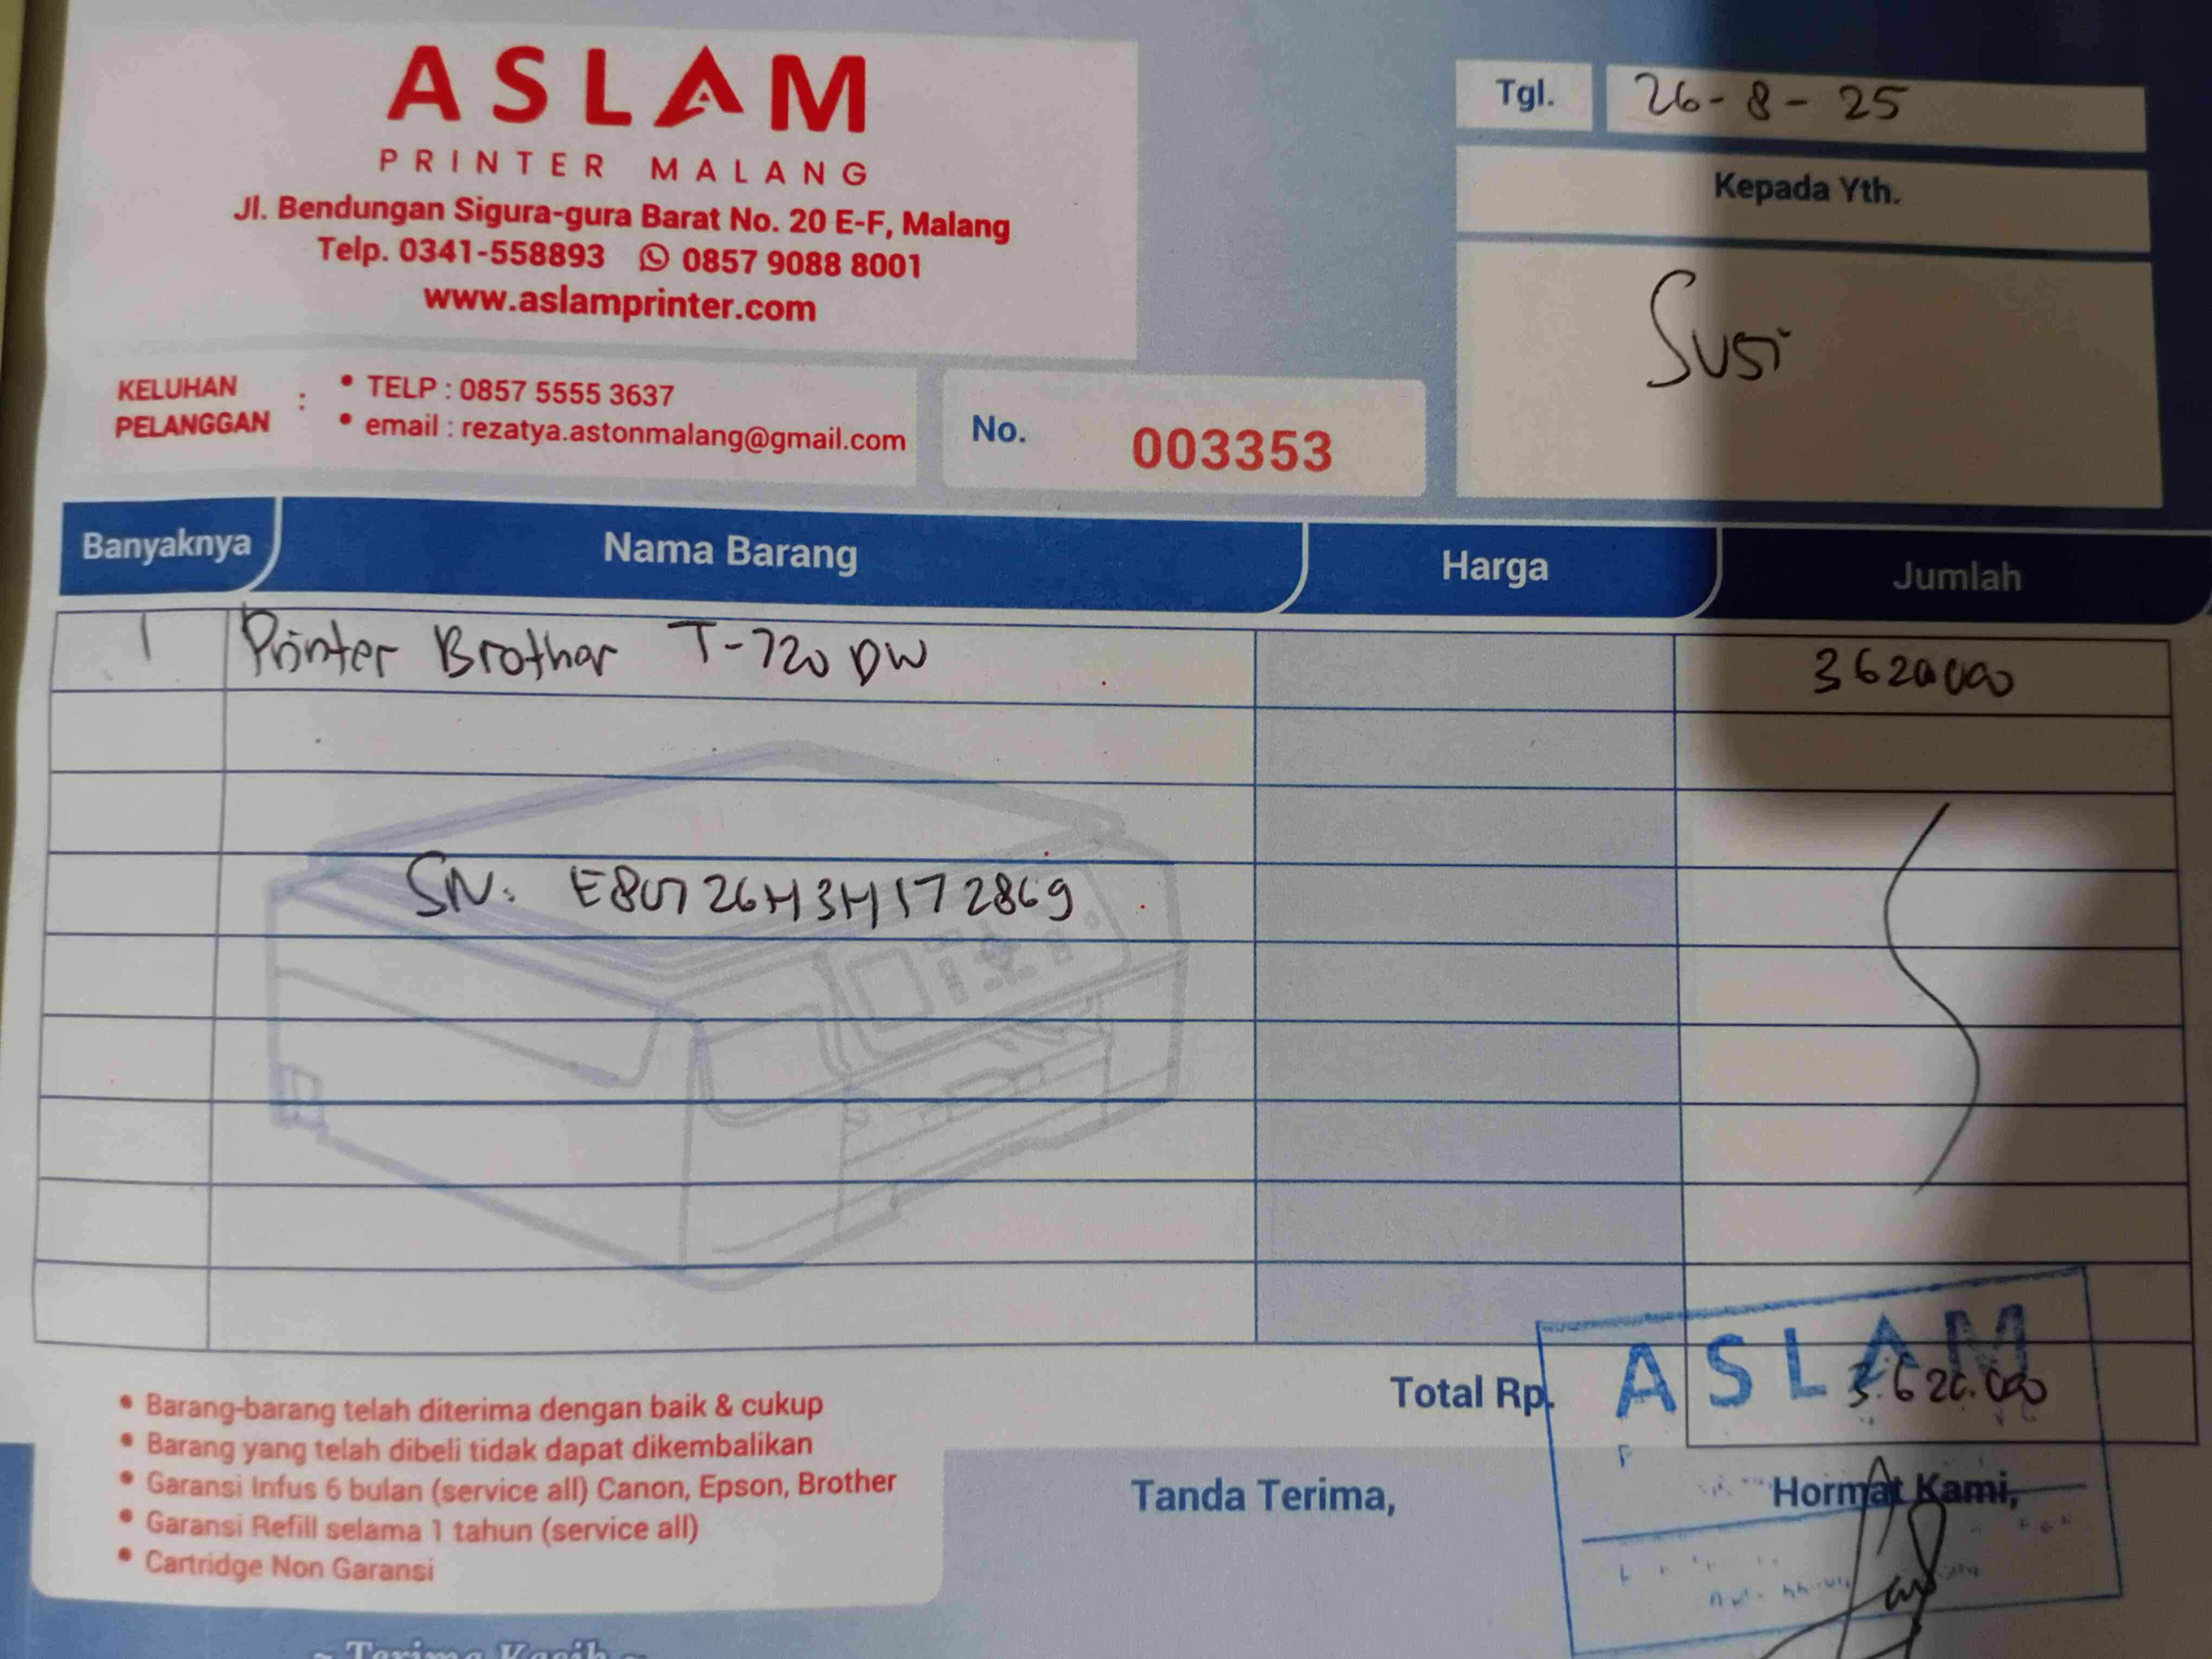 ASLAM
PRINTER MALANG
Jl. Bendungan Sigura-gura Barat No. 20 E-F, Malang
Telp. 0341-558893 0857 9088 8001
www.aslamprinter.com
Tgl. 26-8-25
Kepada Yth.
Susi
KELUHAN PELANGGAN :
• TELP : 0857 5555 3637
• email : rezatya.astonmalang@gmail.com
No. 003353
Banyaknya Nama Barang Harga Jumlah
1 Printer Brother T-720 DW 3620000
SN: E80726H3H172869
Total Rp. 3.620.000
ASLAM
• Barang-barang telah diterima dengan baik & cukup
• Barang yang telah dibeli tidak dapat dikembalikan
• Garansi Infus 6 bulan (service all) Canon, Epson, Brother
• Garansi Refill selama 1 tahun (service all)
• Cartridge Non Garansi
Tanda Terima,
Hormat Kami,
~ Terima Kasih ~